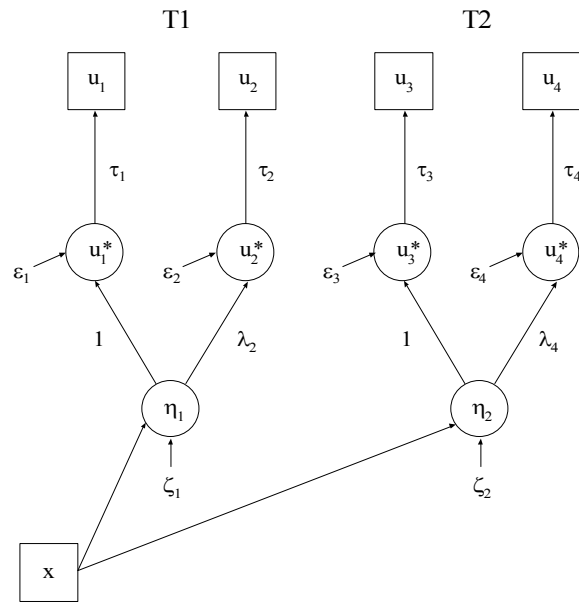 T1 T2
u₁ u₂ u₃ u₄
τ₁ τ₂ τ₃ τ₄
u₁* u₂* u₃* u₄*
ε₁ ε₂ ε₃ ε₄
1 λ₂ 1 λ₄
η₁ η₂
ζ₁ ζ₂
x